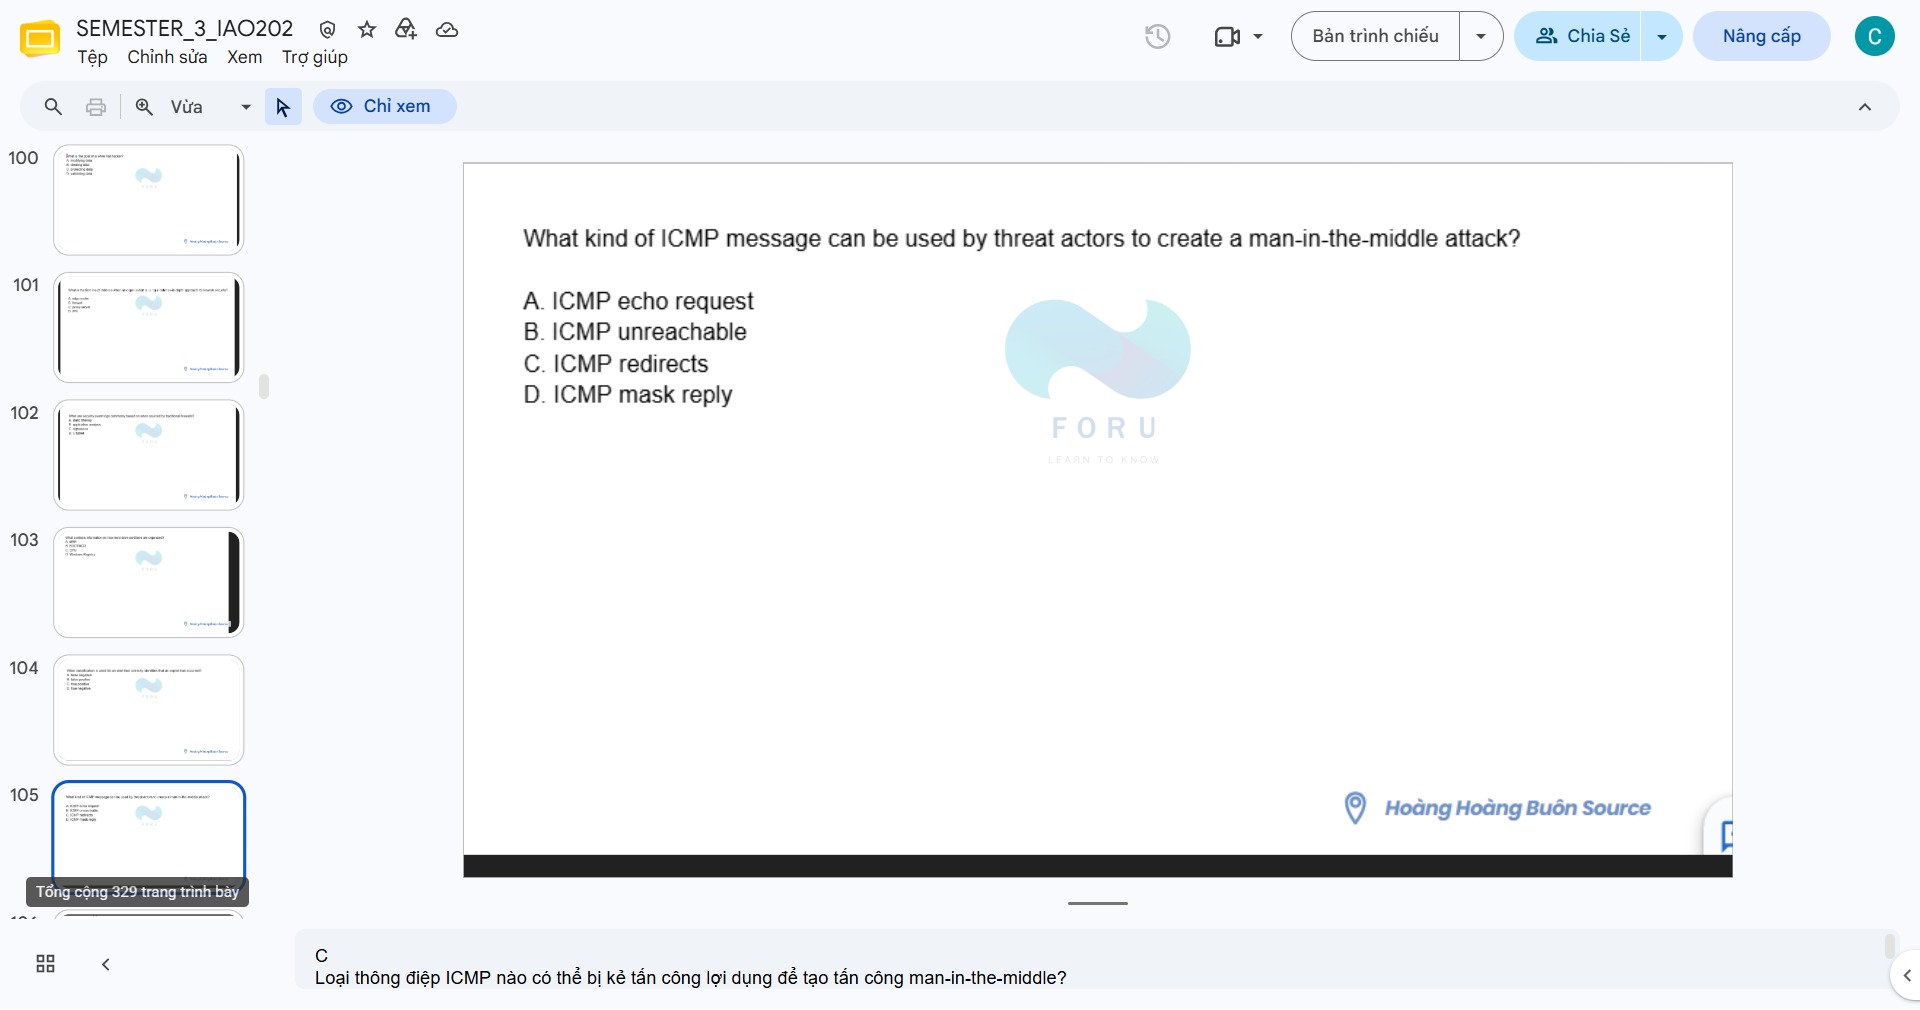 SEMESTER_3_IAO202
Tệp Chỉnh sửa Xem Trợ giúp
Bản trình chiếu
Chia Sẻ
Nâng cấp
C
Vừa
Chỉ xem
100
101
102
103
104
105
Tổng cộng 329 trang trình bày
What kind of ICMP message can be used by threat actors to create a man-in-the-middle attack?
A. ICMP echo request
B. ICMP unreachable
C. ICMP redirects
D. ICMP mask reply
FORU
LEARN TO KNOW
Hoàng Hoàng Buôn Source
C
Loại thông điệp ICMP nào có thể bị kẻ tấn công lợi dụng để tạo tấn công man-in-the-middle?